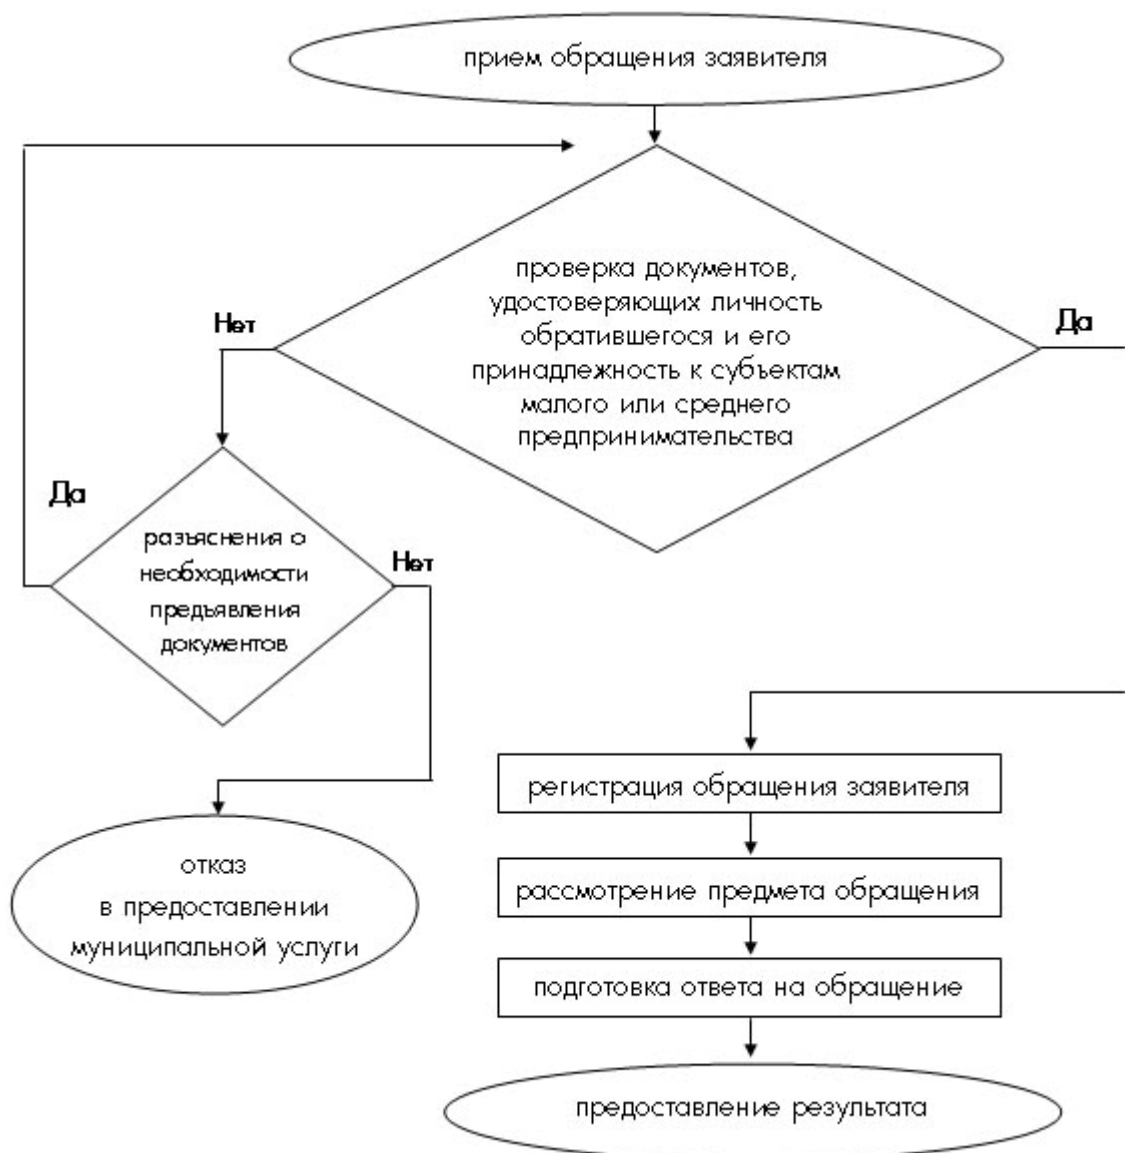 прием обращения заявителя
проверка документов,
удостоверяющих личность
обратившегося и его
принадлежность к субъектам
малого или среднего
предпринимательства
Нет
Да
Да
разъяснения о
необходимости
предъявления
документов
Нет
регистрация обращения заявителя
рассмотрение предмета обращения
подготовка ответа на обращение
предоставление результата
отказ
в предоставлении
муниципальной услуги